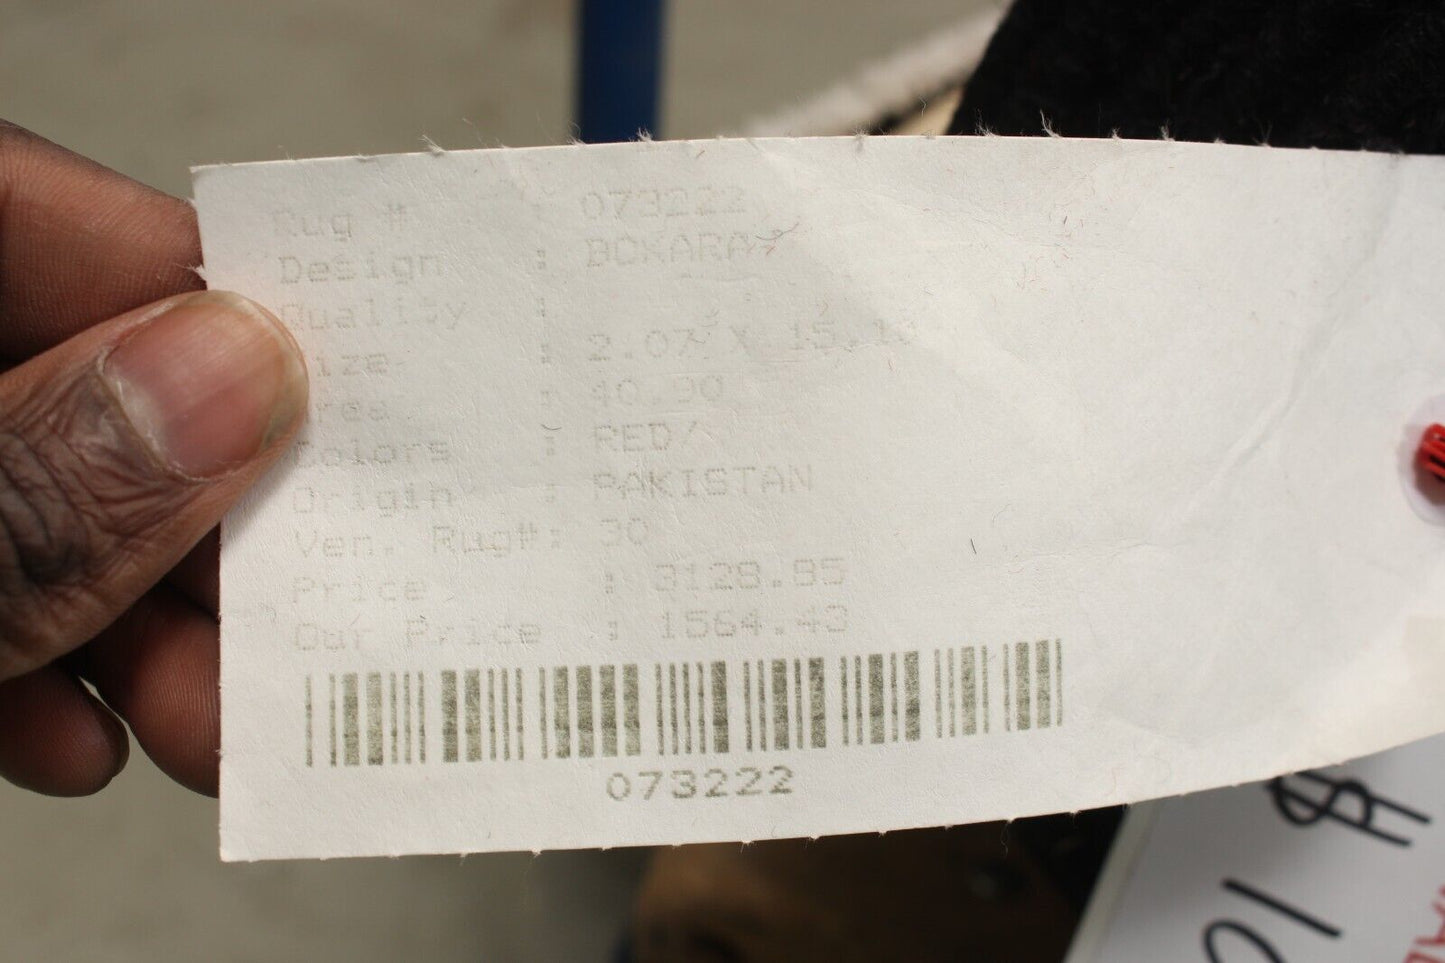 Rug # : 073222
Design : BOKARA
Quality :
Size : 2.07 X 15.10
Area : 40.90
Colors : RED/
Origin : PAKISTAN
Ven. Rug#: 30
Price : 3128.85
Our Price : 1564.43
073222